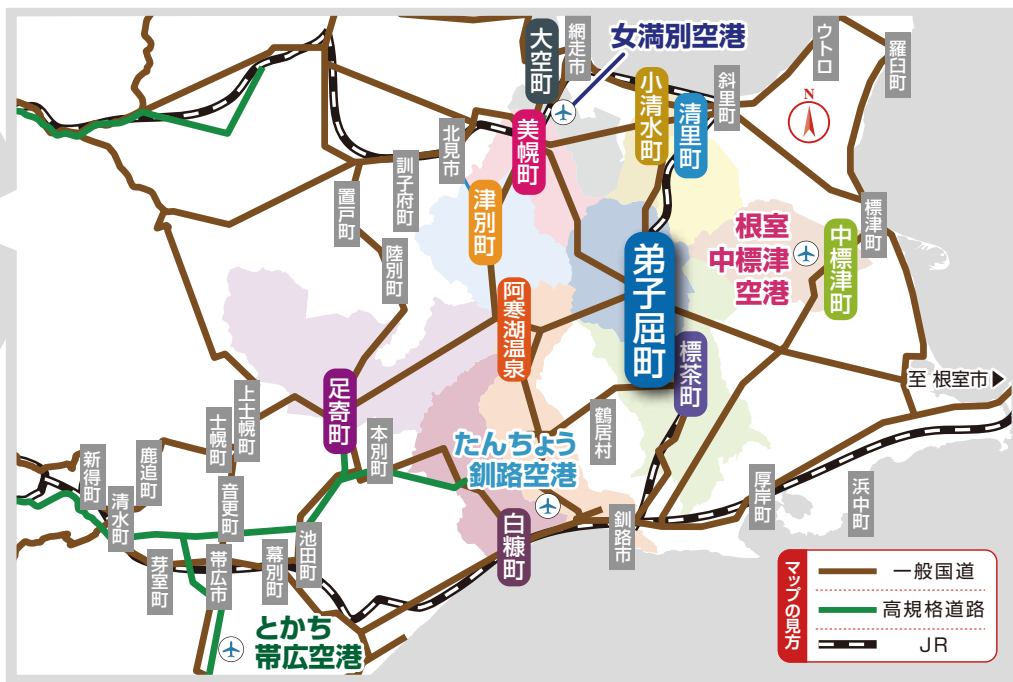 大空町
網走市
女満別空港
ウトロ
羅臼町
小清水町
清里町
斜里町
N
美幌町
北見市
訓子府町
置戸町
津別町
陸別町
根室
中標津
空港
中標津町
標津町
弟子屈町
阿寒湖温泉
標茶町
至 根室市▶
足寄町
上士幌町
士幌町
本別町
鶴居村
たんちょう
釧路空港
新得町
鹿追町
清水町
音更町
池田町
白糠町
釧路市
厚岸町
浜中町
芽室町
帯広市
幕別町
とかち
帯広空港
マップの見方
一般国道
高規格道路
JR